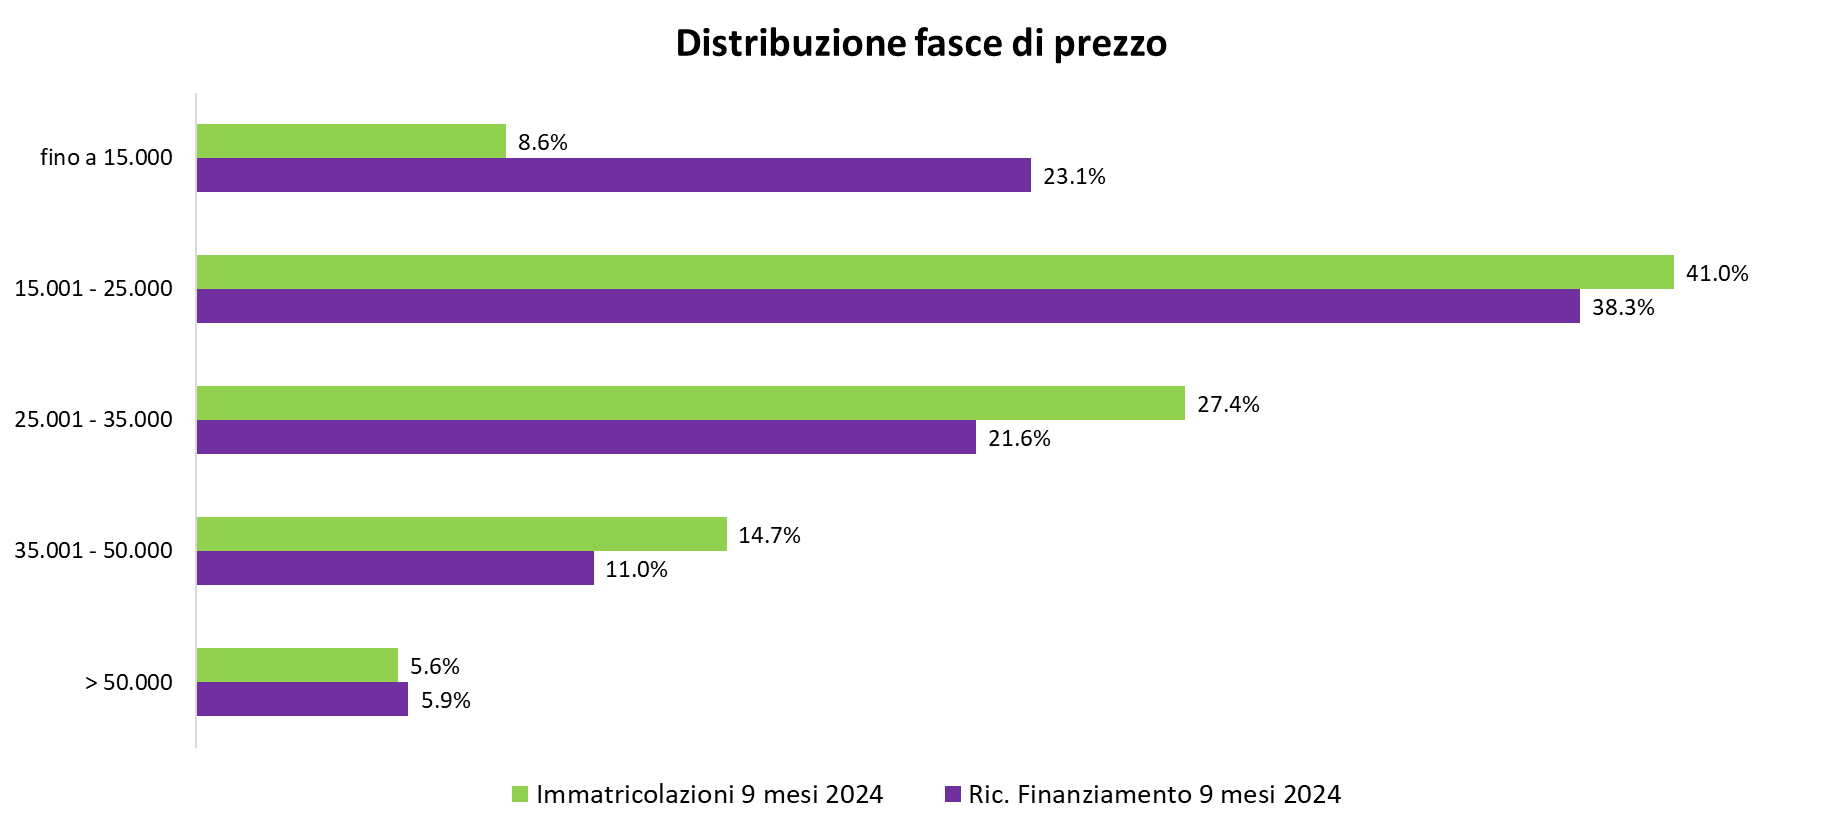 Distribuzione fasce di prezzo
fino a 15.000
8.6%
23.1%
15.001 - 25.000
41.0%
38.3%
25.001 - 35.000
27.4%
21.6%
35.001 - 50.000
14.7%
11.0%
> 50.000
5.6%
5.9%
Immatricolazioni 9 mesi 2024
Ric. Finanziamento 9 mesi 2024